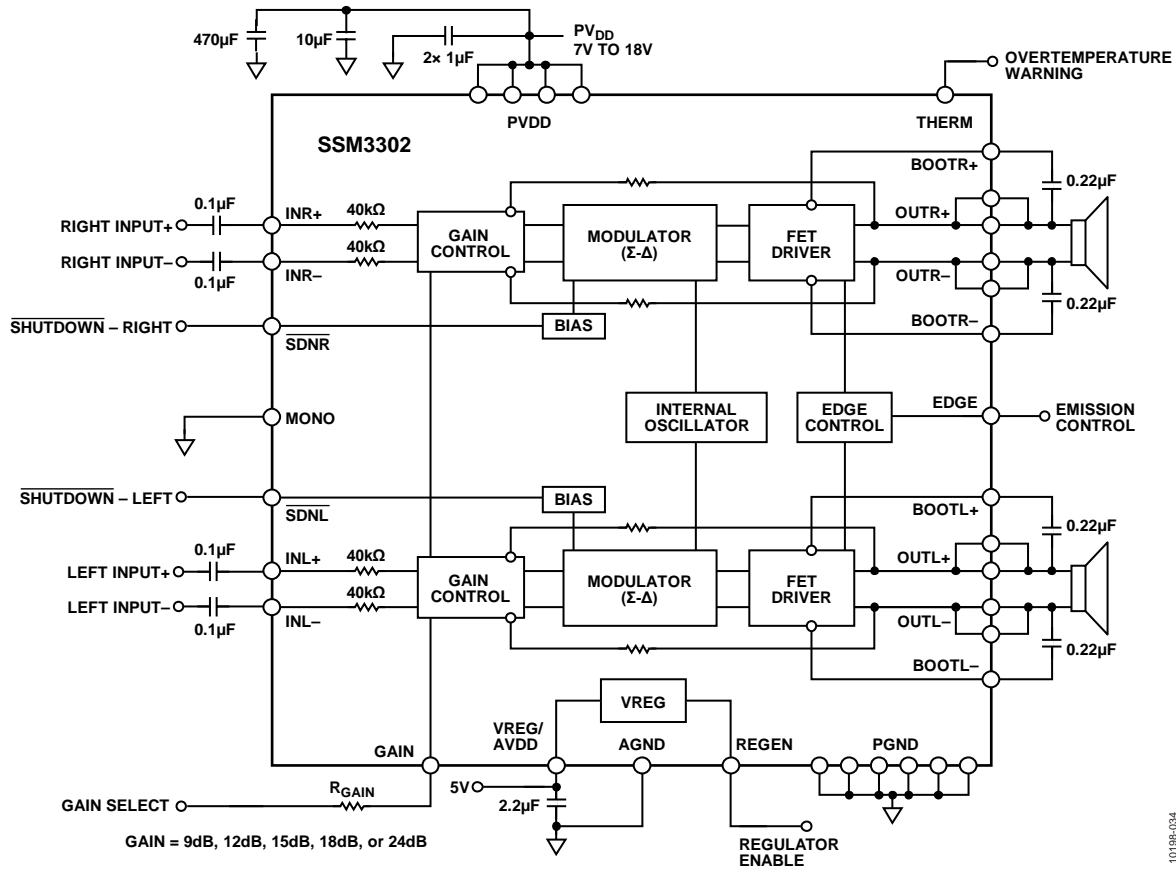 470µF
10µF
2× 1µF
PVDD
7V TO 18V
OVERTEMPERATURE
WARNING
PVDD
THERM
SSM3302
BOOTR+
0.22µF
0.1µF
RIGHT INPUT+
INR+
40kΩ
GAIN
CONTROL
MODULATOR
(Σ-Δ)
FET
DRIVER
OUTR+
RIGHT INPUT–
INR–
40kΩ
0.1µF
OUTR–
0.22µF
BOOTR–
SHUTDOWN – RIGHT
SDNR
BIAS
MONO
INTERNAL
OSCILLATOR
EDGE
CONTROL
EDGE
EMISSION
CONTROL
SHUTDOWN – LEFT
SDNL
BIAS
BOOTL+
0.22µF
0.1µF
LEFT INPUT+
INL+
40kΩ
GAIN
CONTROL
MODULATOR
(Σ-Δ)
FET
DRIVER
OUTL+
LEFT INPUT–
INL–
40kΩ
0.1µF
OUTL–
0.22µF
BOOTL–
VREG
GAIN
VREG/
AVDD
AGND
REGEN
PGND
GAIN SELECT
RGAIN
5V
2.2µF
GAIN = 9dB, 12dB, 15dB, 18dB, or 24dB
REGULATOR
ENABLE
10198-034